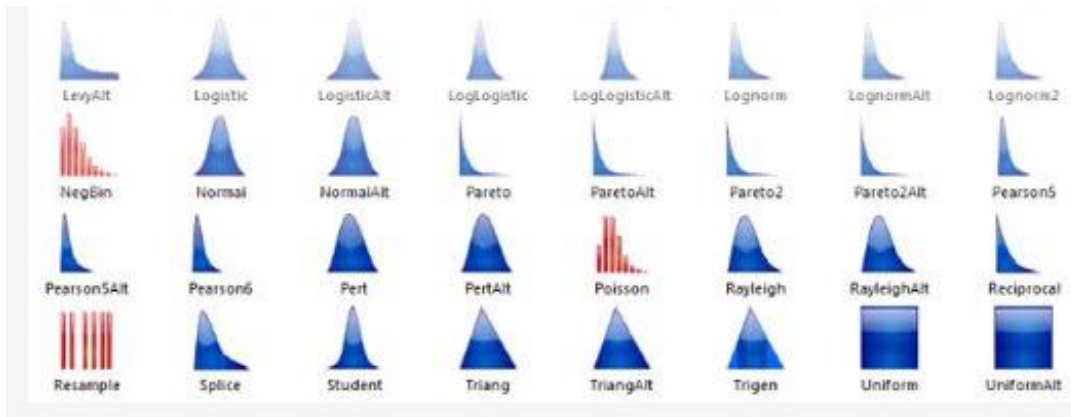 LevyAlt Logistic LogisticAlt LogLogistic LogLogisticAlt Lognorm LognormAlt Lognorm2
NegBin Normal NormalAlt Pareto ParetoAlt Pareto2 Pareto2Alt Pearson5
Pearson5Alt Pearson6 Pert PertAlt Poisson Rayleigh RayleighAlt Reciprocal
Resample Splice Student Triang TriangAlt Trigen Uniform UniformAlt